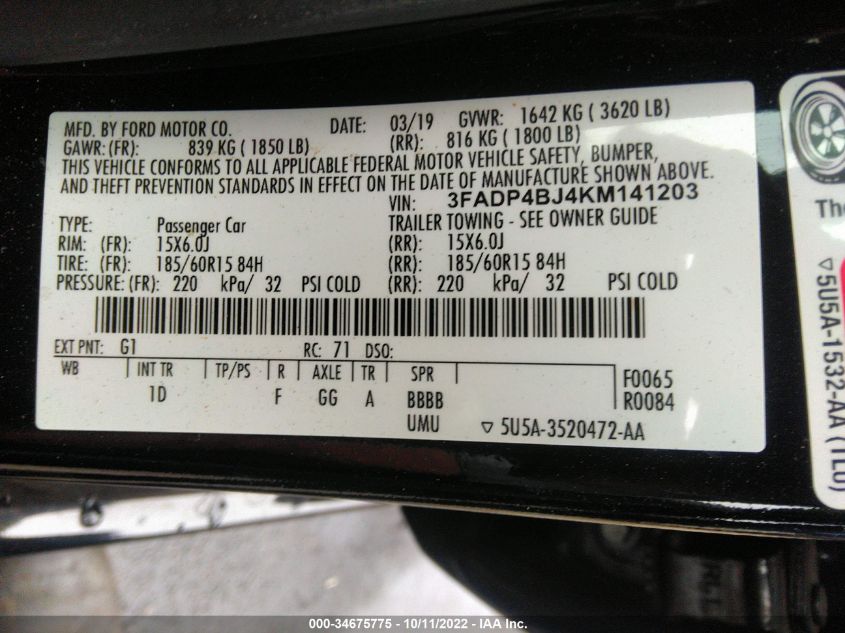 MFD. BY FORD MOTOR CO. DATE: 03/19 GVWR: 1642 KG ( 3620 LB)
GAWR: (FR): 839 KG ( 1850 LB) (RR): 816 KG ( 1800 LB)
THIS VEHICLE CONFORMS TO ALL APPLICABLE FEDERAL MOTOR VEHICLE SAFETY, BUMPER,
AND THEFT PREVENTION STANDARDS IN EFFECT ON THE DATE OF MANUFACTURE SHOWN ABOVE.
VIN: 3FADP4BJ4KM141203
TYPE: Passenger Car TRAILER TOWING - SEE OWNER GUIDE
RIM: (FR): 15X6.0J (RR): 15X6.0J
TIRE: (FR): 185/60R15 84H (RR): 185/60R15 84H
PRESSURE: (FR): 220 kPa/ 32 PSI COLD (RR): 220 kPa/ 32 PSI COLD
EXT PNT: G1 RC: 71 DSO:
WB INT TR TP/PS R AXLE TR SPR F0065
1D F GG A BBBB R0084
UMU ▽ 5U5A-3520472-AA
The
▽ 5U5A-1532-AA (TL0)
000-34675775 - 10/11/2022 - IAA Inc.